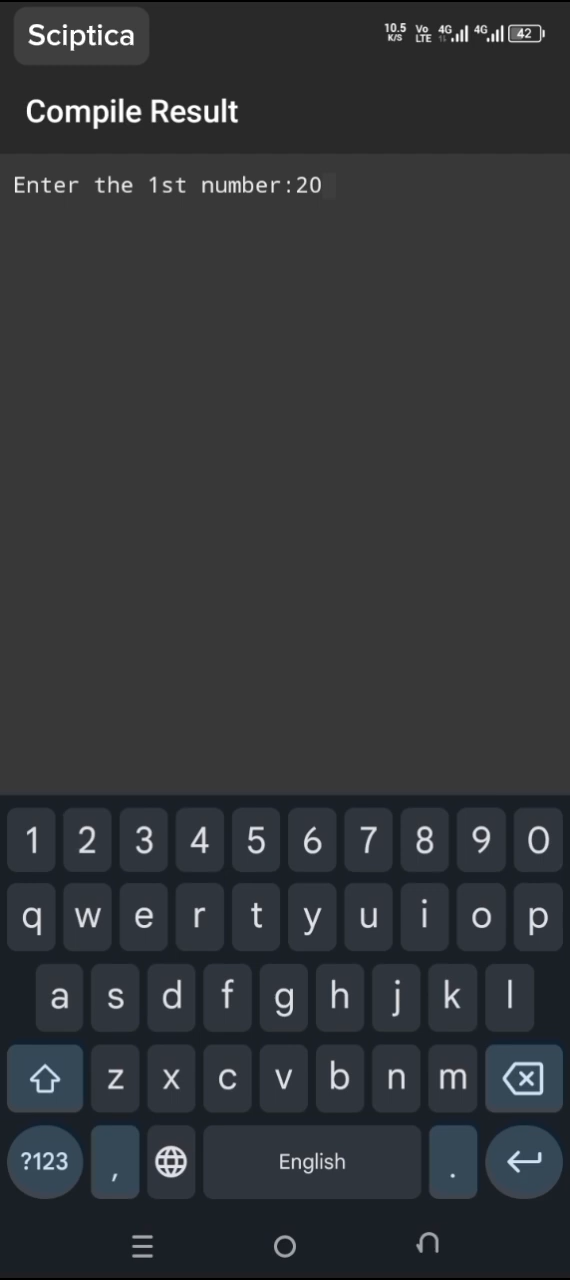 Sciptica
10.5 K/S Vo LTE 4G 4G 42
Compile Result
Enter the 1st number:20
1 2 3 4 5 6 7 8 9 0
q w e r t y u i o p
a s d f g h j k l
z x c v b n m
?123 , English .